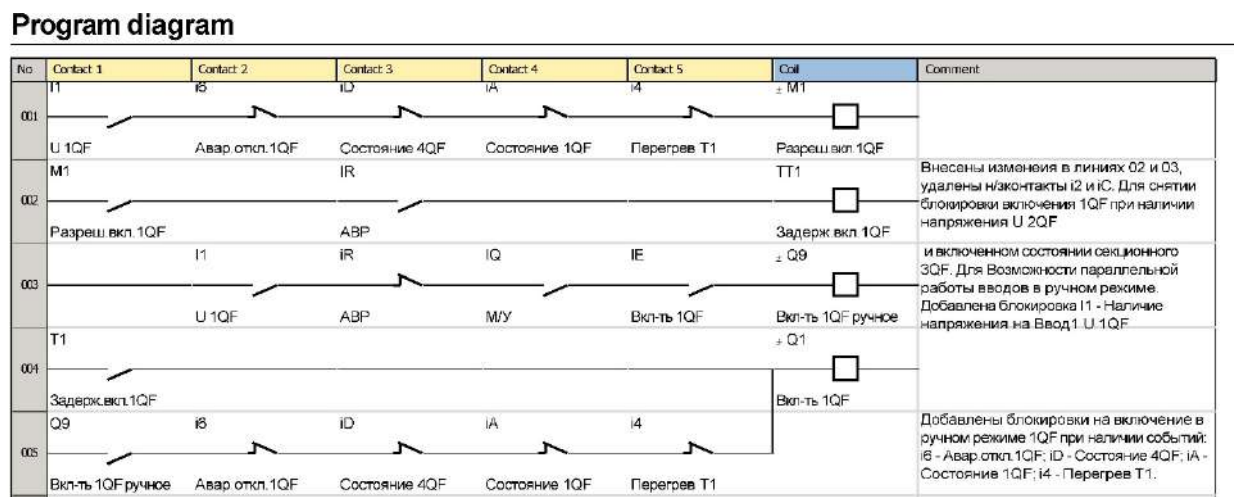 Program diagram
No Contact 1 Contact 2 Contact 3 Contact 4 Contact 5 Coil Comment
I1 i6 iD iA i4 ± M1
001
U 1QF Авар.откл.1QF Состояние 4QF Состояние 1QF Перегрев Т1 Разреш.вкл.1QF
M1 IR TT1
002
Разреш.вкл.1QF АВР Задерж.вкл 1QF
Внесены изменеия в линиях 02 и 03,
удалены н/зконтакты i2 и iC. Для снятии
блокировки включения 1QF при наличии
напряжения U 2QF
I1 iR IQ IE ± Q9
003
U 1QF АВР М/У Вкл-ть 1QF Вкл-ть 1QF ручное
и включенном состоянии секционного
3QF. Для Возможности параллельной
работы вводов в ручном режиме.
Добавлена блокировка I1 - Наличие
напряжения на Ввод1 U 1QF
T1 ± Q1
004
Задерж.вкл.1QF Вкл-ть 1QF
Q9 i6 iD iA i4
005
Вкл-ть 1QF ручное Авар.откл.1QF Состояние 4QF Состояние 1QF Перегрев Т1
Добавлены блокировки на включение в
ручном режиме 1QF при наличии событий:
i6 - Авар.откл.1QF; iD - Состояние 4QF; iA -
Состояние 1QF; i4 - Перегрев Т1.